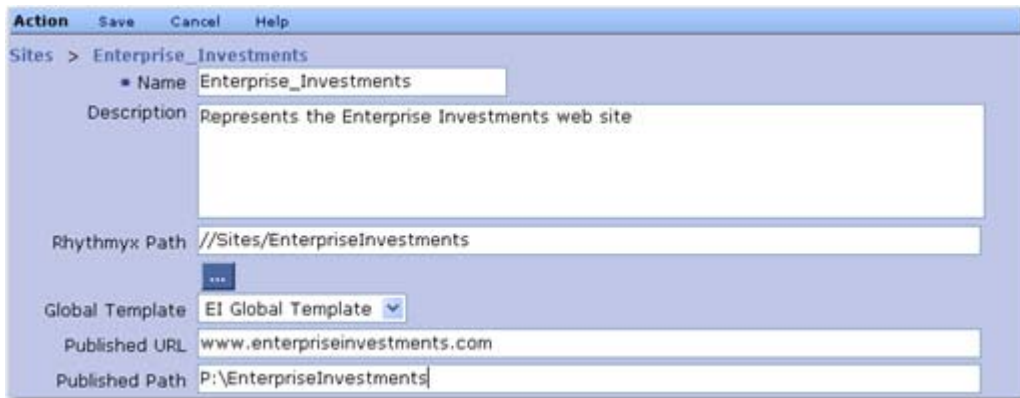 Action Save Cancel Help
Sites > Enterprise_Investments
Name Enterprise_Investments
Description Represents the Enterprise Investments web site
Rhythmyx Path //Sites/EnterpriseInvestments
...
Global Template EI Global Template
Published URL www.enterpriseinvestments.com
Published Path P:\EnterpriseInvestments